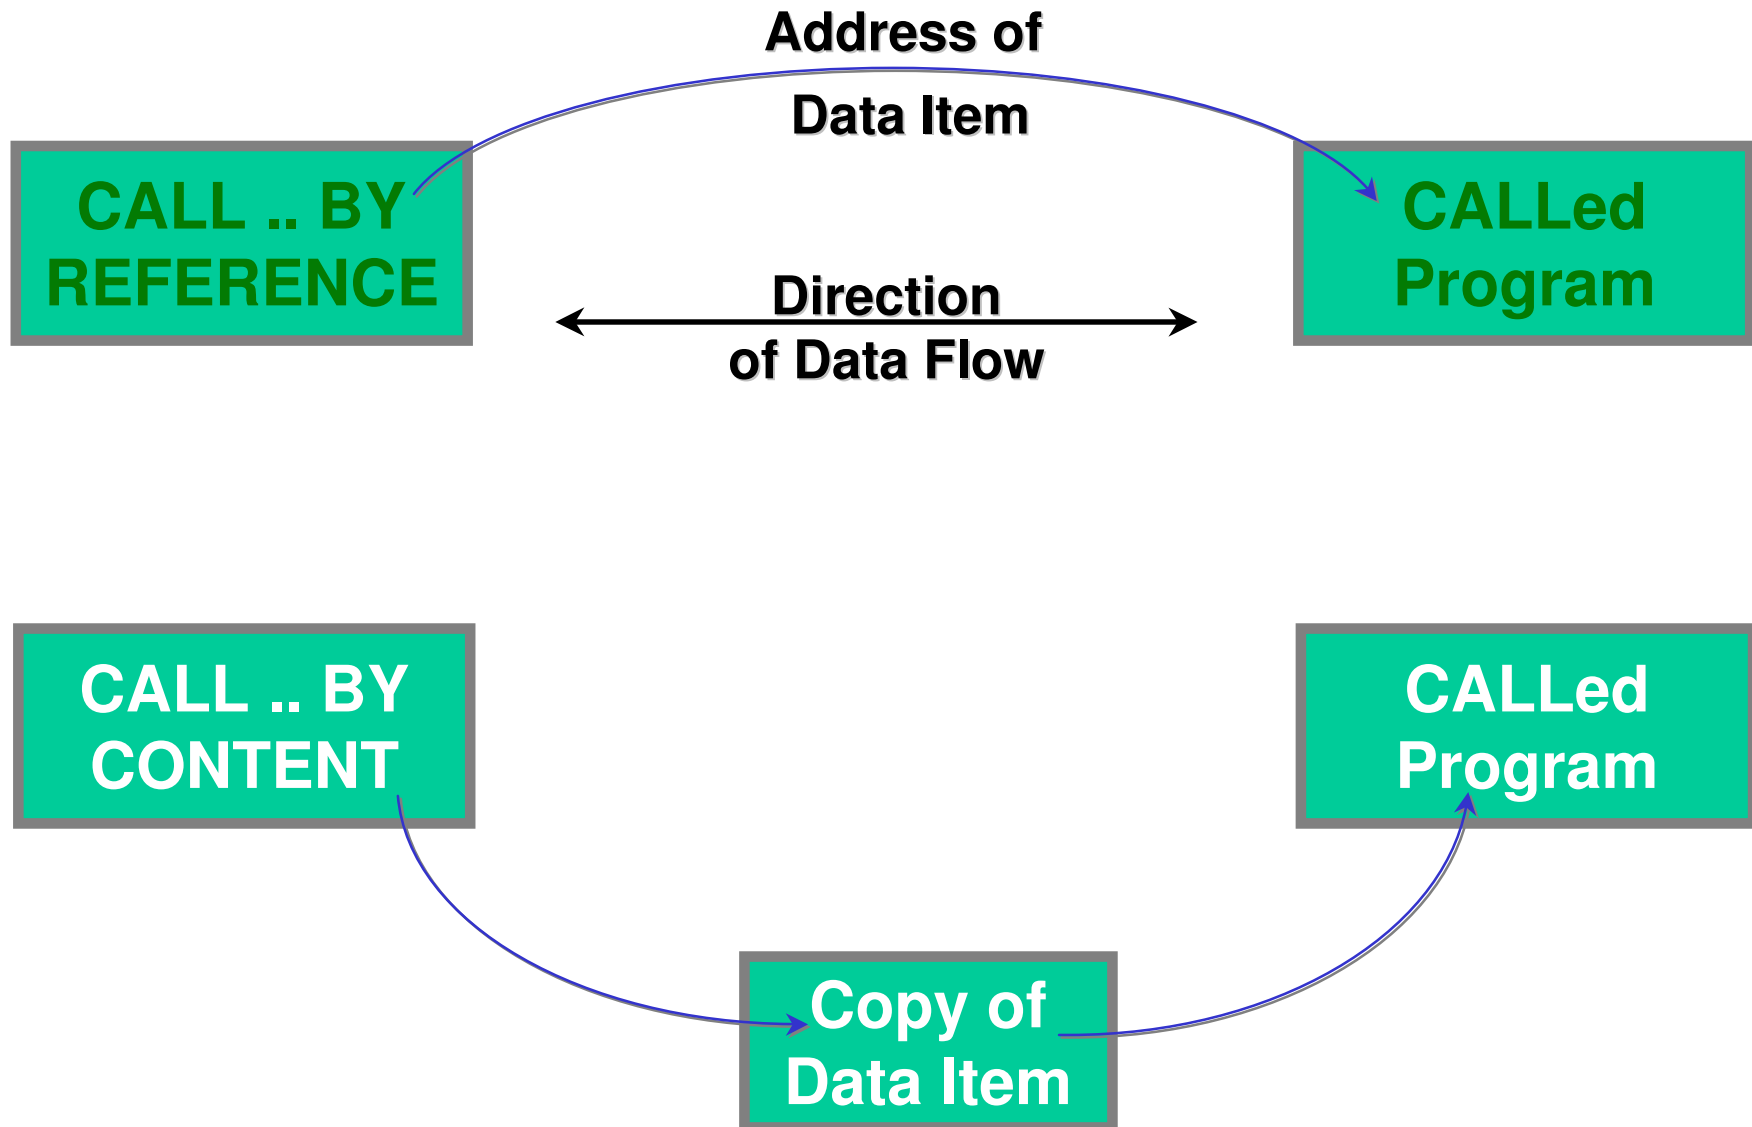 Address of
Data Item
CALL .. BY
REFERENCE
CALLed
Program
Direction
of Data Flow
CALL .. BY
CONTENT
CALLed
Program
Copy of
Data Item